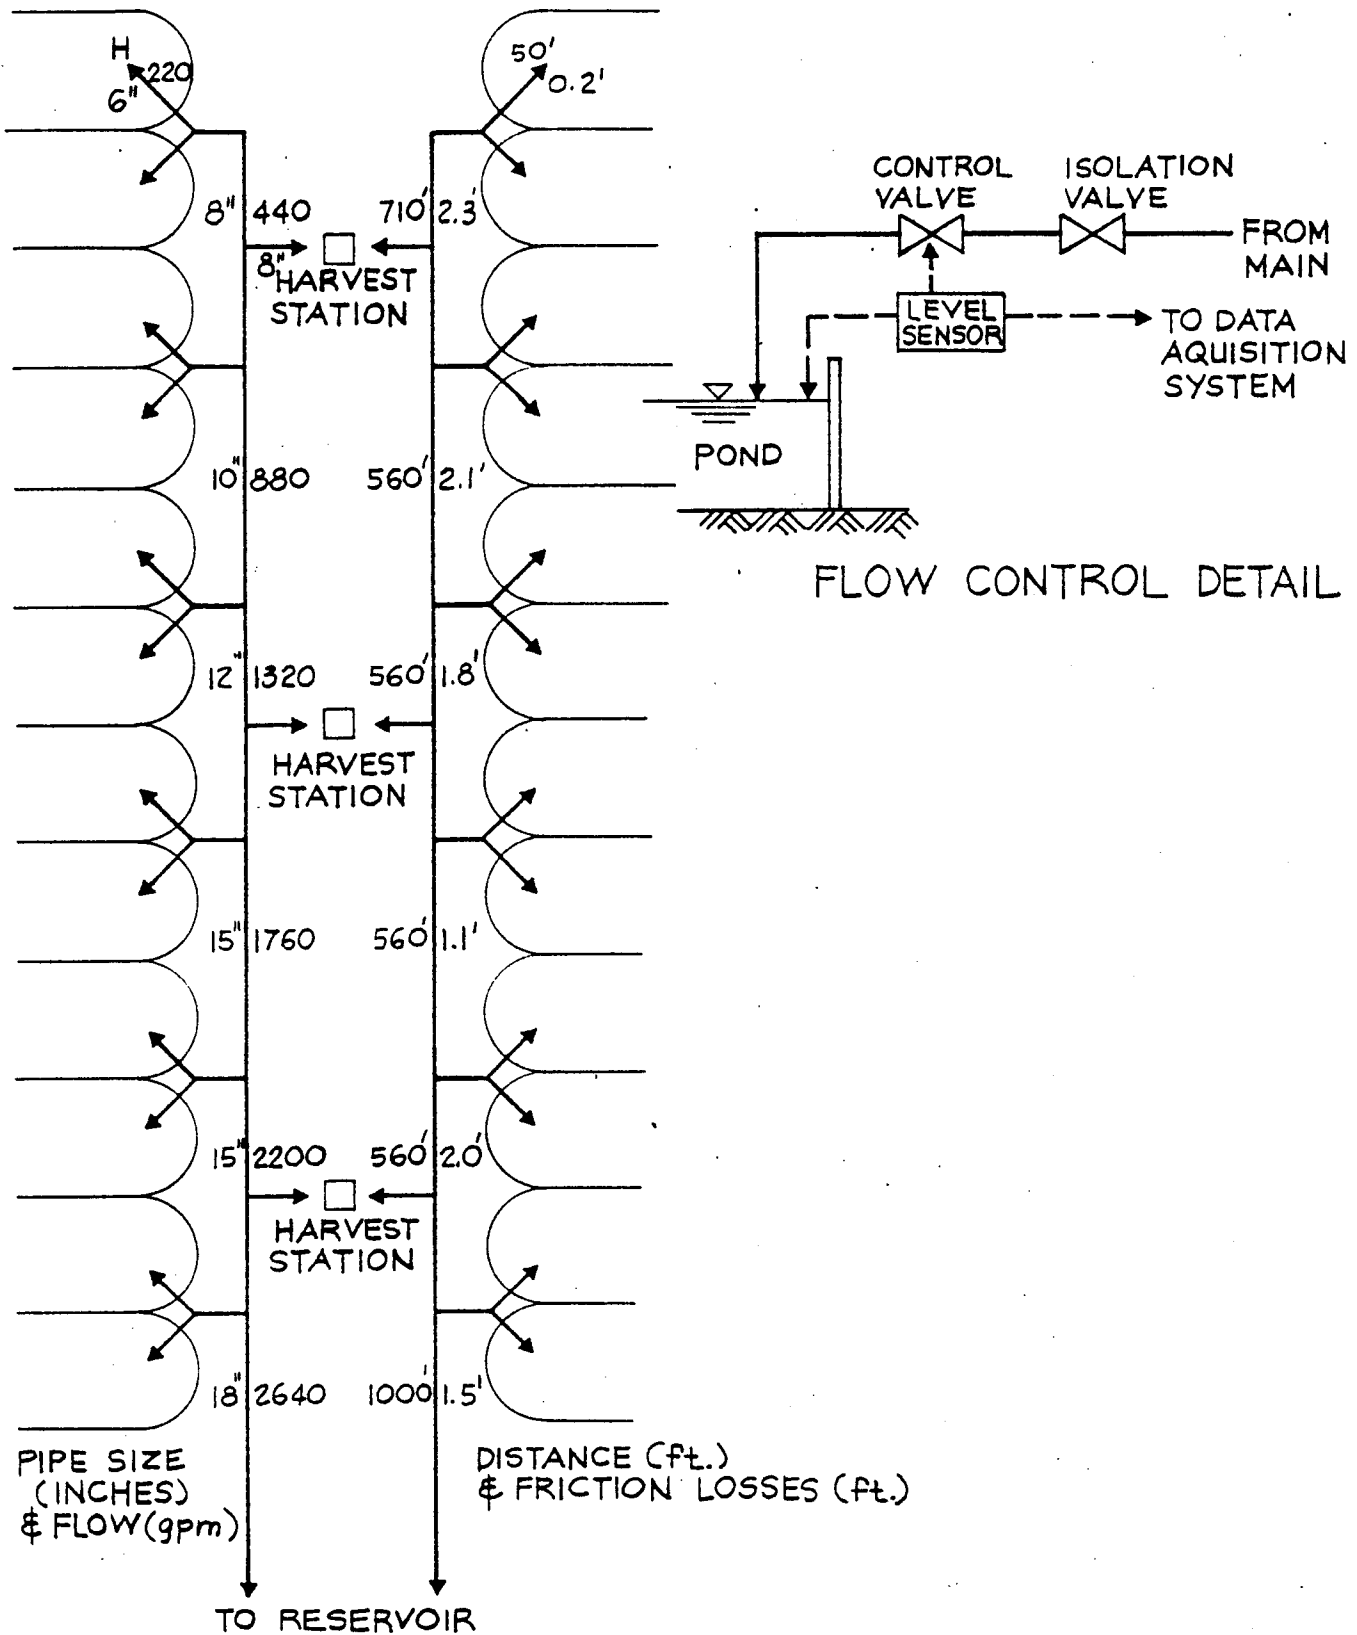 H
220
6"
50'
0.2'
8" 440
710' 2.3'
8"
HARVEST
STATION
10" 880
560' 2.1'
12" 1320
560' 1.8'
HARVEST
STATION
15" 1760
560' 1.1'
15" 2200
560' 2.0'
HARVEST
STATION
18" 2640
1000' 1.5'
PIPE SIZE
(INCHES)
& FLOW (gpm)
DISTANCE (ft.)
& FRICTION LOSSES (ft.)
TO RESERVOIR
CONTROL
VALVE
ISOLATION
VALVE
FROM
MAIN
LEVEL
SENSOR
TO DATA
AQUISITION
SYSTEM
POND
FLOW CONTROL DETAIL